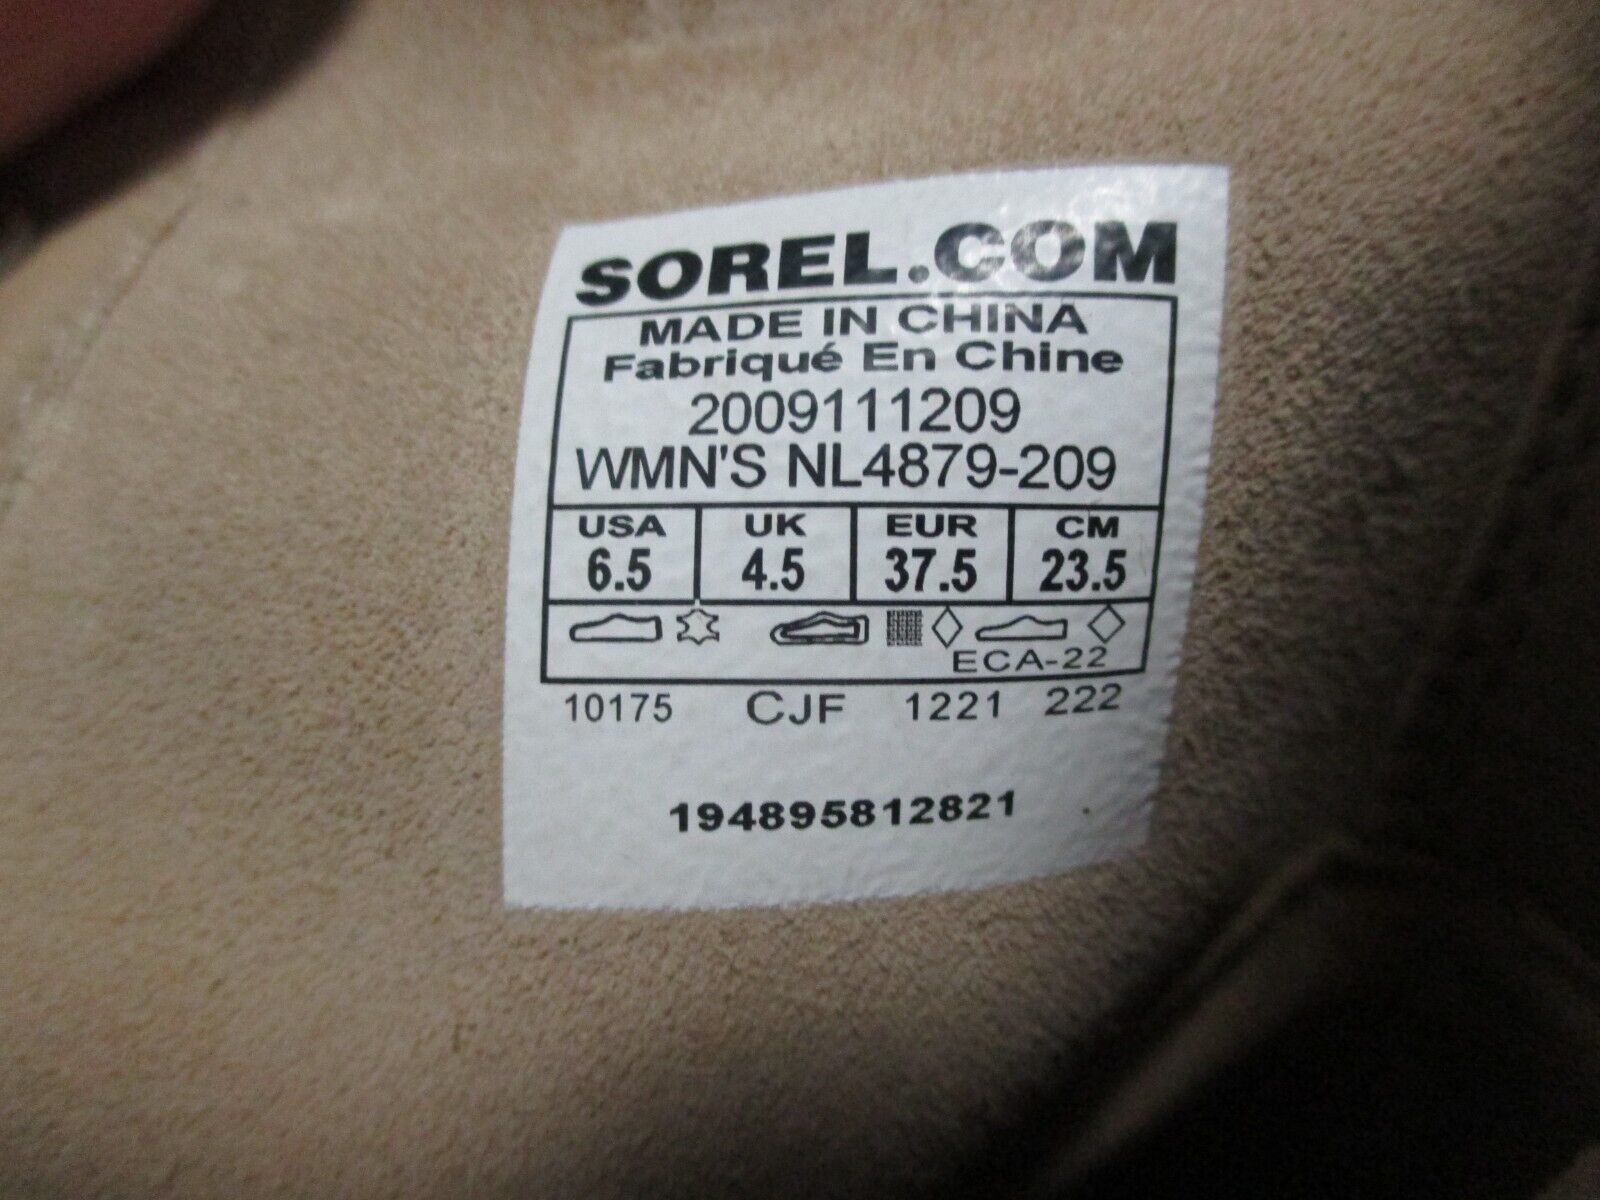 SOREL.COM
MADE IN CHINA
Fabriqué En Chine
2009111209
WMN'S NL4879-209
USA UK EUR CM
6.5 4.5 37.5 23.5
ECA-22
10175 CJF 1221 222
194895812821